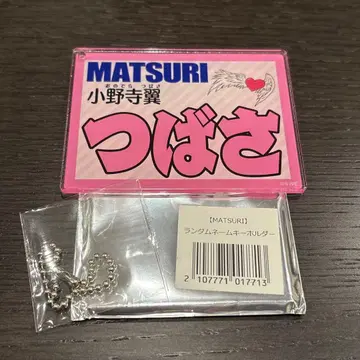 MATSURI
おのでら つばさ
小野寺翼
つばさ
【MATSURI】
ランダムネームキーホルダー
2 107771 017713